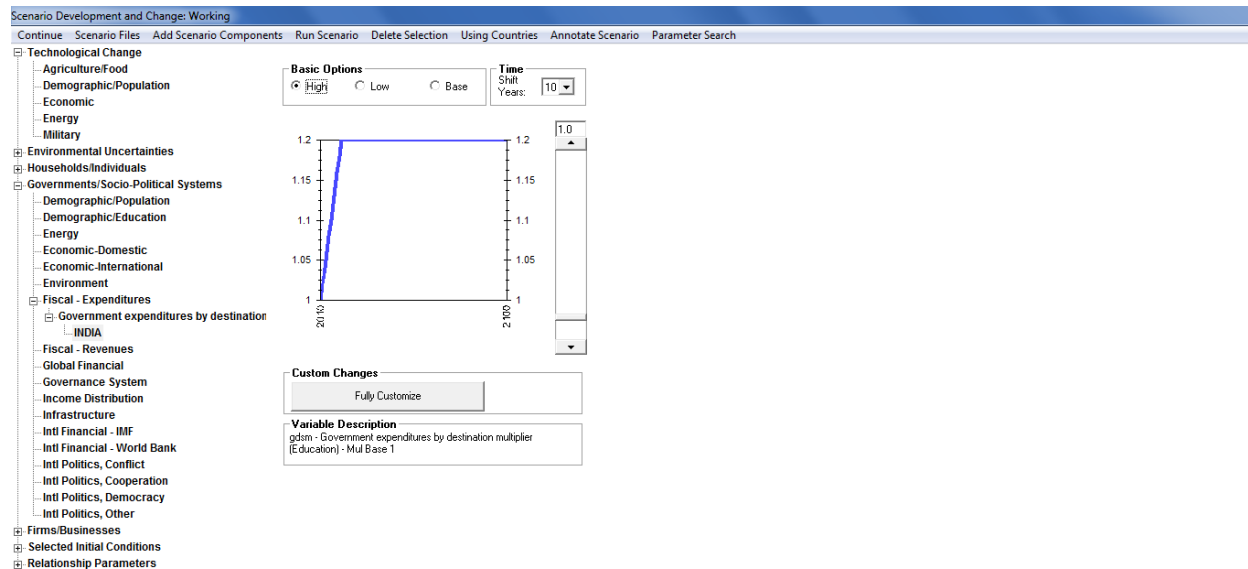 Scenario Development and Change: Working
Continue Scenario Files Add Scenario Components Run Scenario Delete Selection Using Countries Annotate Scenario Parameter Search
Technological Change
Agriculture/Food
Demographic/Population
Economic
Energy
Military
Environmental Uncertainties
Households/Individuals
Governments/Socio-Political Systems
Demographic/Population
Demographic/Education
Energy
Economic-Domestic
Economic-International
Environment
Fiscal - Expenditures
Government expenditures by destination
INDIA
Fiscal - Revenues
Global Financial
Governance System
Income Distribution
Infrastructure
Intl Financial - IMF
Intl Financial - World Bank
Intl Politics, Conflict
Intl Politics, Cooperation
Intl Politics, Democracy
Intl Politics, Other
Firms/Businesses
Selected Initial Conditions
Relationship Parameters
Basic Options
High Low Base
Time
Shift
Years: 10
1.0
1.2 1.2
1.15 1.15
1.1 1.1
1.05 1.05
1 1
2010 2100
Custom Changes
Fully Customize
Variable Description
gdsm - Government expenditures by destination multiplier
(Education) - Mul Base 1